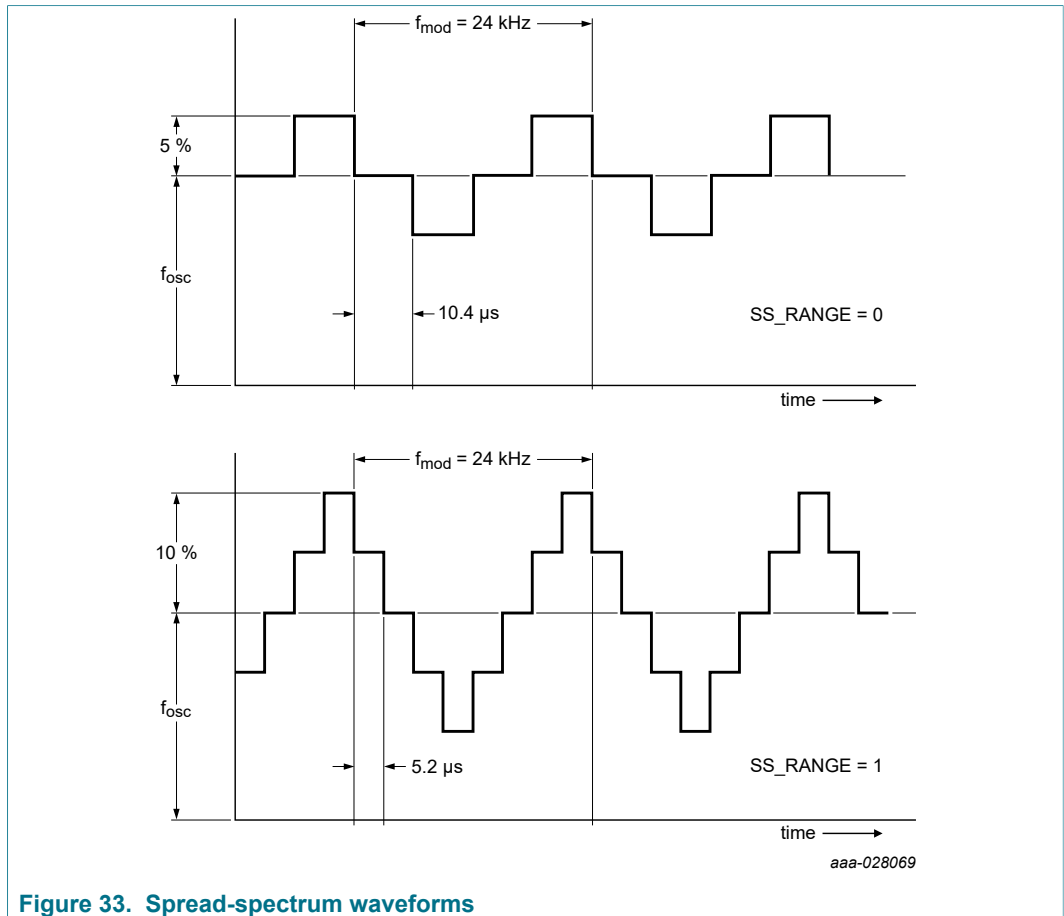 f_mod = 24 kHz
5 %
f_osc
10.4 µs
SS_RANGE = 0
time
f_mod = 24 kHz
10 %
f_osc
5.2 µs
SS_RANGE = 1
time
aaa-028069
Figure 33. Spread-spectrum waveforms